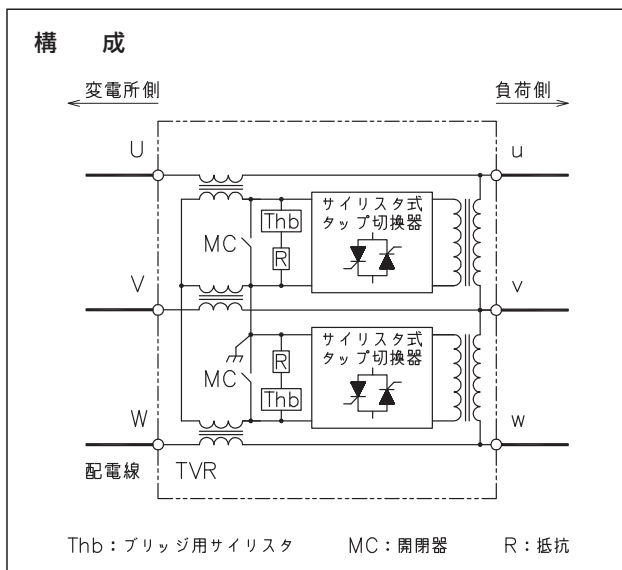 構 成
変電所側
負荷側
U
u
サイリスタ式
タップ切換器
Thb
MC
R
V
v
サイリスタ式
タップ切換器
R
MC
Thb
W
w
配電線
TVR
Thb：ブリッジ用サイリスタ MC：開閉器 R：抵抗